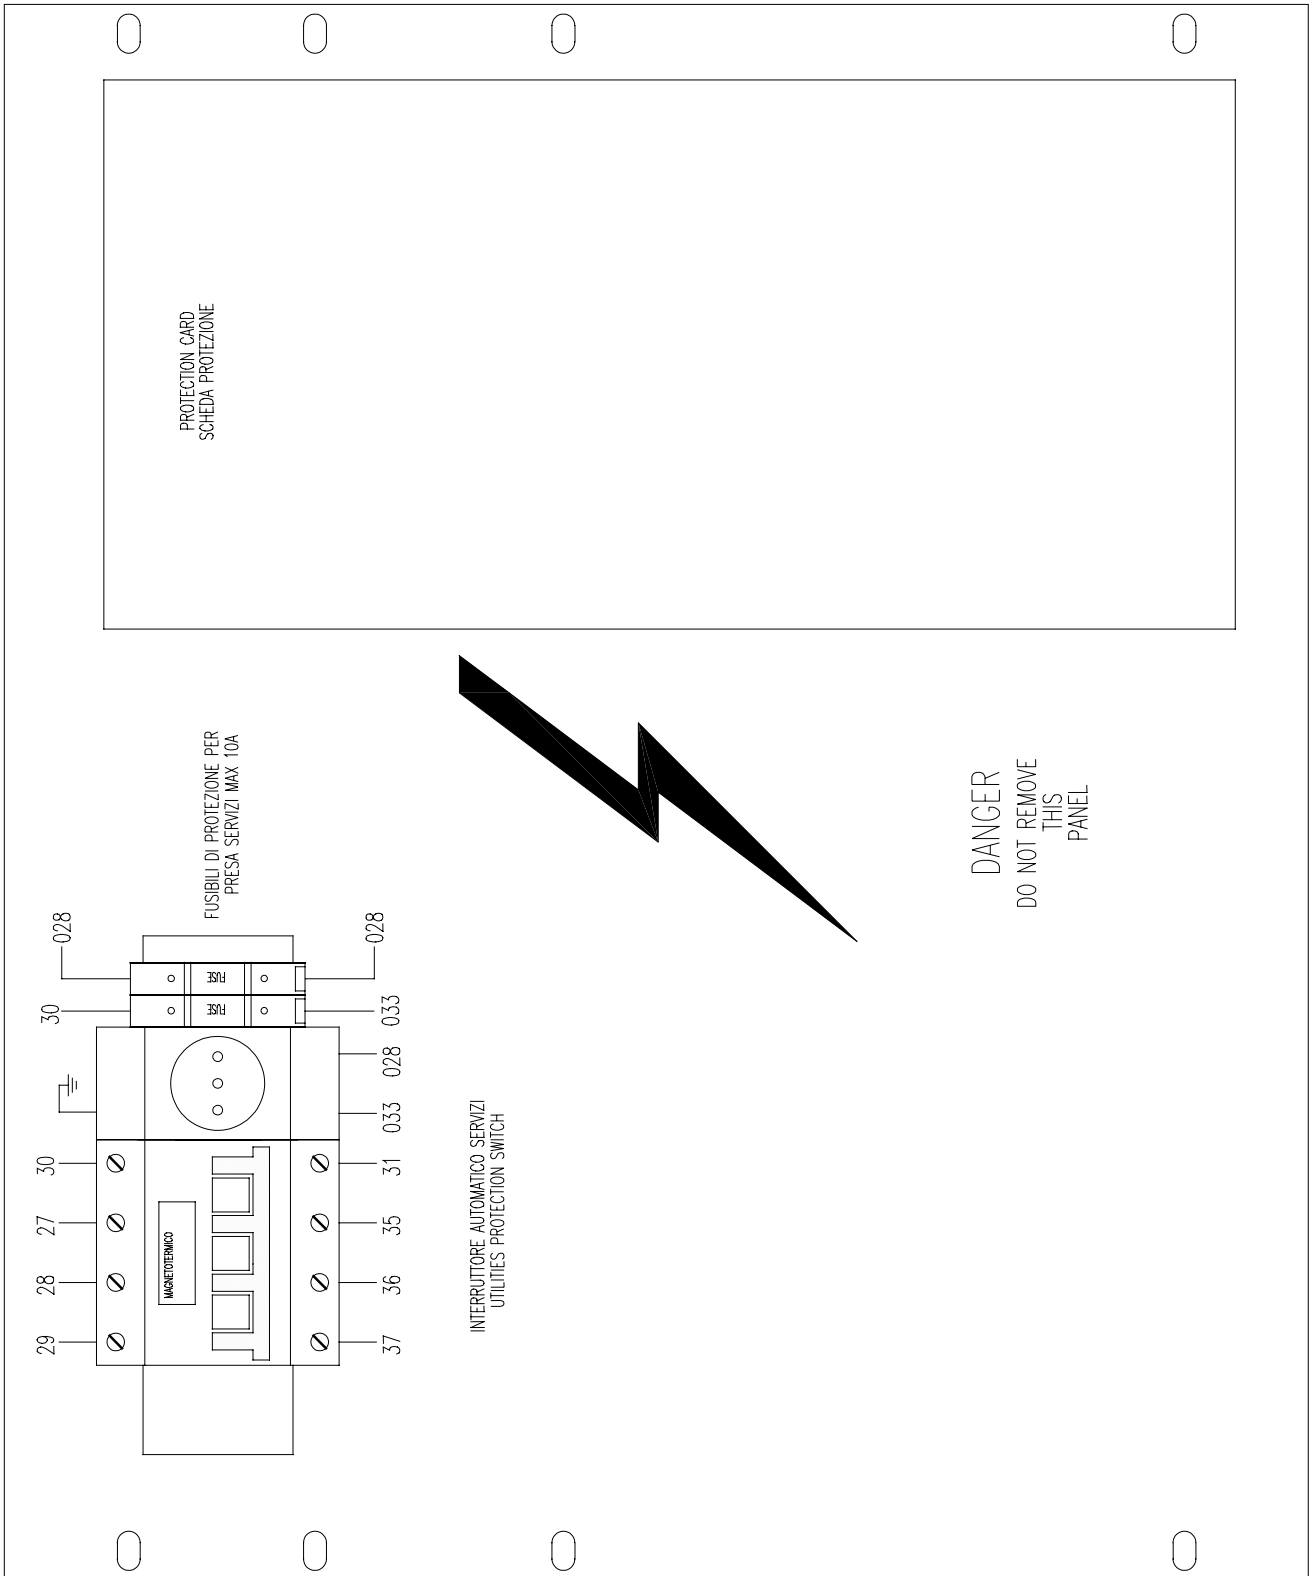 29
28
27
30
30
028
MAGNETOTERMICO
FUSE
FUSE
FUSIBILI DI PROTEZIONE PER
PRESA SERVIZI MAX 10A
PROTECTION CARD
SCHEDA PROTEZIONE
37
36
35
31
033
028
033
028
INTERRUTTORE AUTOMATICO SERVIZI
UTILITIES PROTECTION SWITCH
DANGER
DO NOT REMOVE
THIS
PANEL